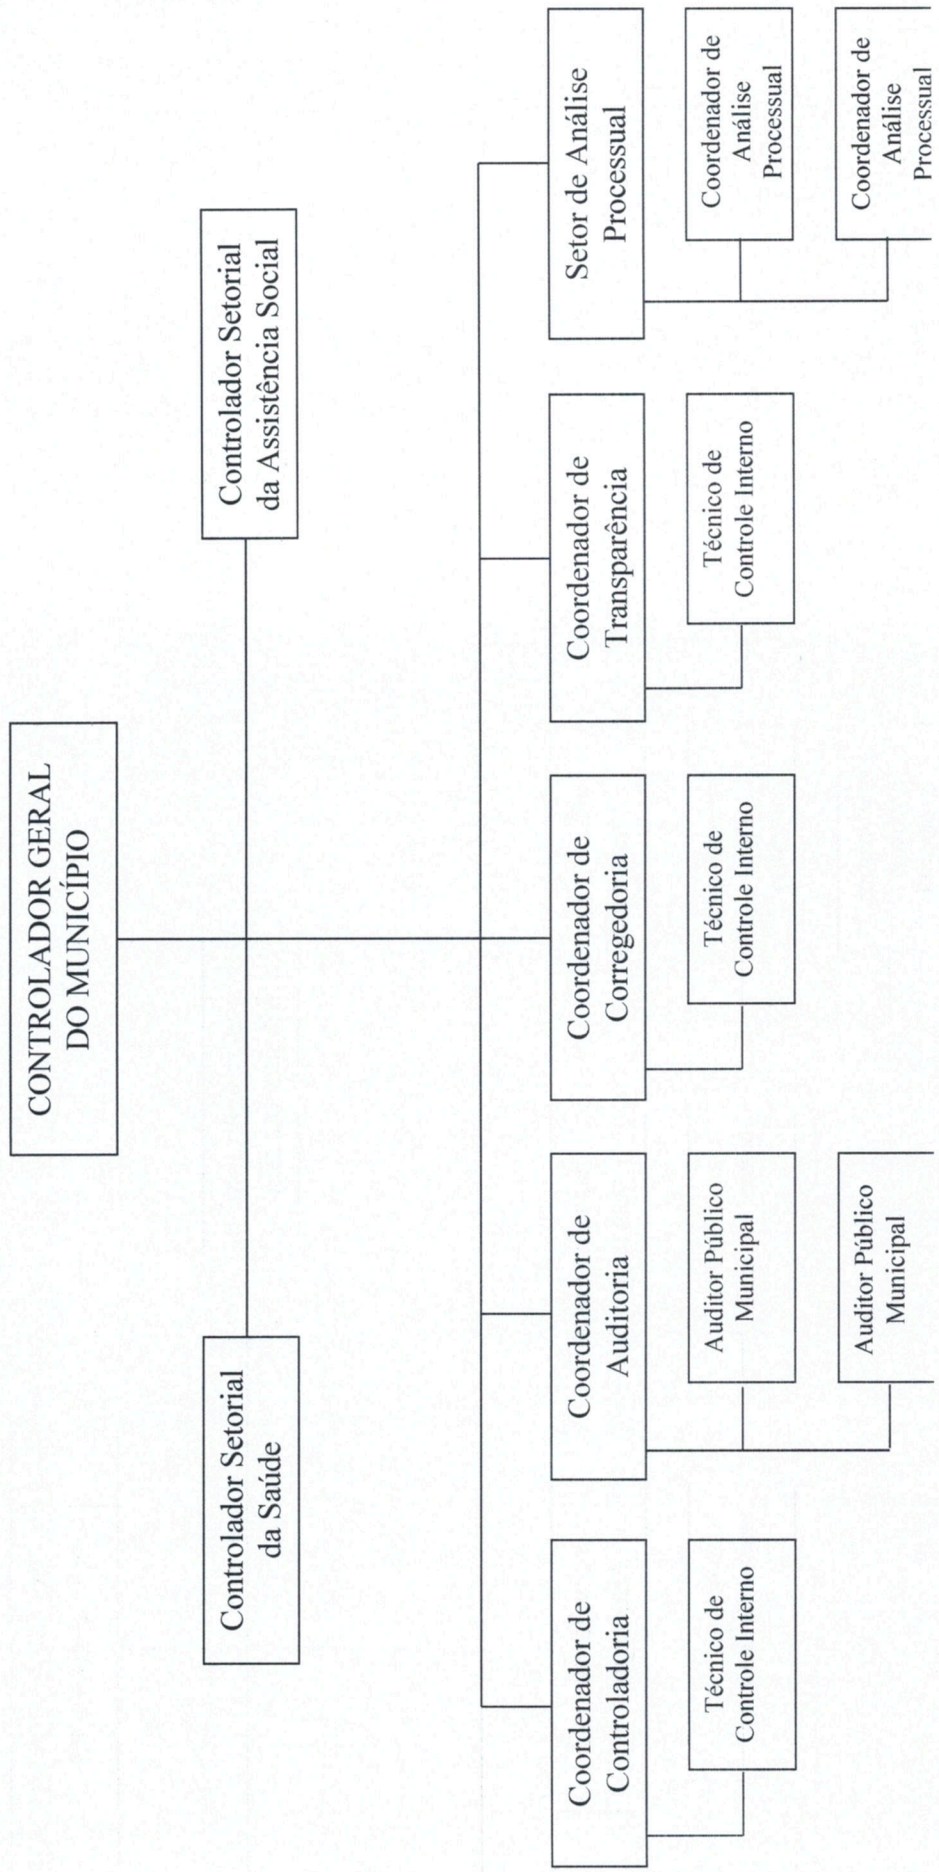 CONTROLADOR GERAL
DO MUNICÍPIO
Controlador Setorial
da Saúde
Controlador Setorial
da Assistência Social
Coordenador de
Controladoria
Coordenador de
Auditoria
Coordenador de
Corregedoria
Coordenador de
Transparência
Setor de Análise
Processual
Técnico de
Controle Interno
Auditor Público
Municipal
Técnico de
Controle Interno
Técnico de
Controle Interno
Coordenador de
Análise
Processual
Auditor Público
Municipal
Coordenador de
Análise
Processual